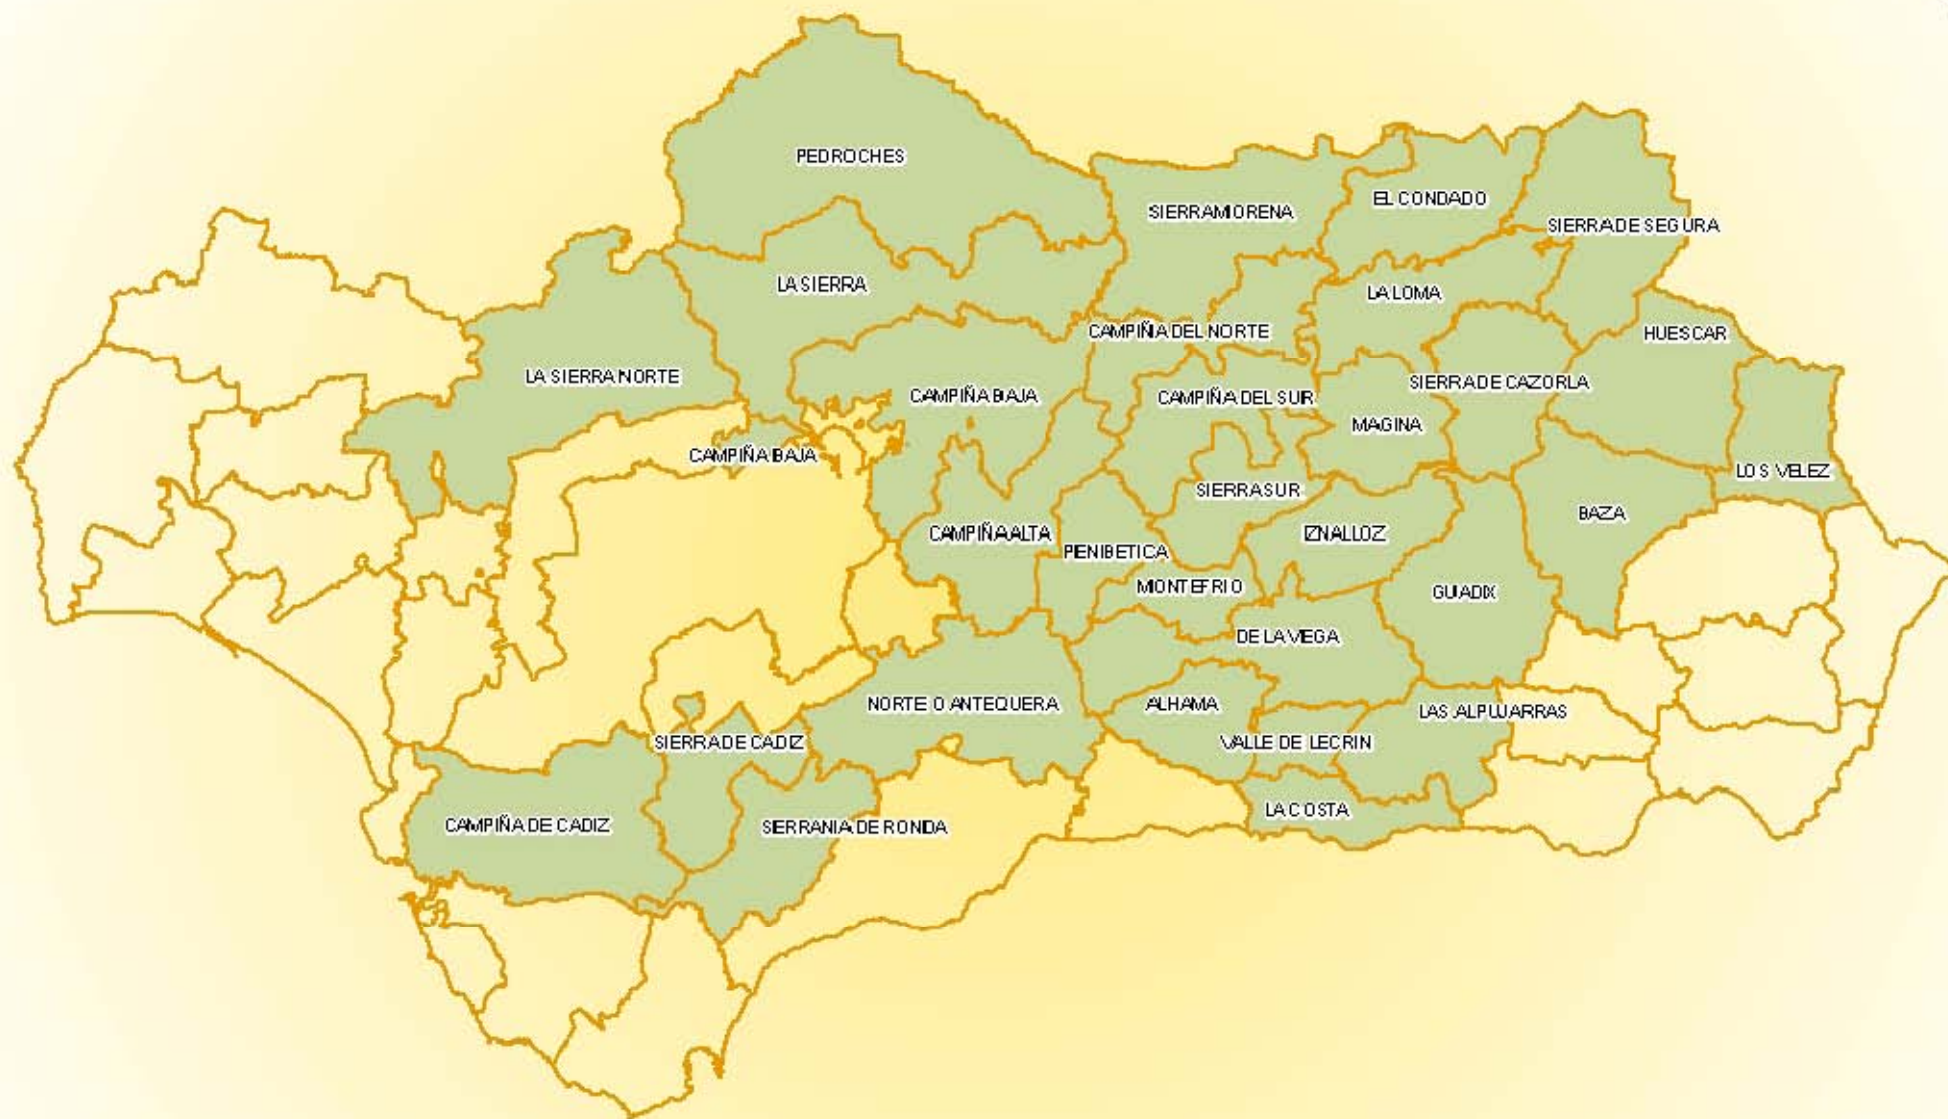 PEDROCHES
SIERRA MORENA
EL CONDADO
SIERRA DE SEGURA
LA SIERRA
LA LOMA
CAMPIÑA DEL NORTE
HUESCAR
LA SIERRA NORTE
SIERRA DE CAZORLA
CAMPIÑA BAJA
CAMPIÑA DEL SUR
MAGINA
CAMPIÑA BAJA
LOS VELEZ
SIERRA SUR
BAZA
CAMPIÑA ALTA
IZNALLOZ
PENIBETICA
MONTEFRIO
GUADIX
DE LA VEGA
NORTE O ANTEQUERA
ALHAMA
LAS ALPUJARRAS
SIERRA DE CADIZ
VALLE DE LECRIN
LA COSTA
CAMPIÑA DE CADIZ
SERRANIA DE RONDA